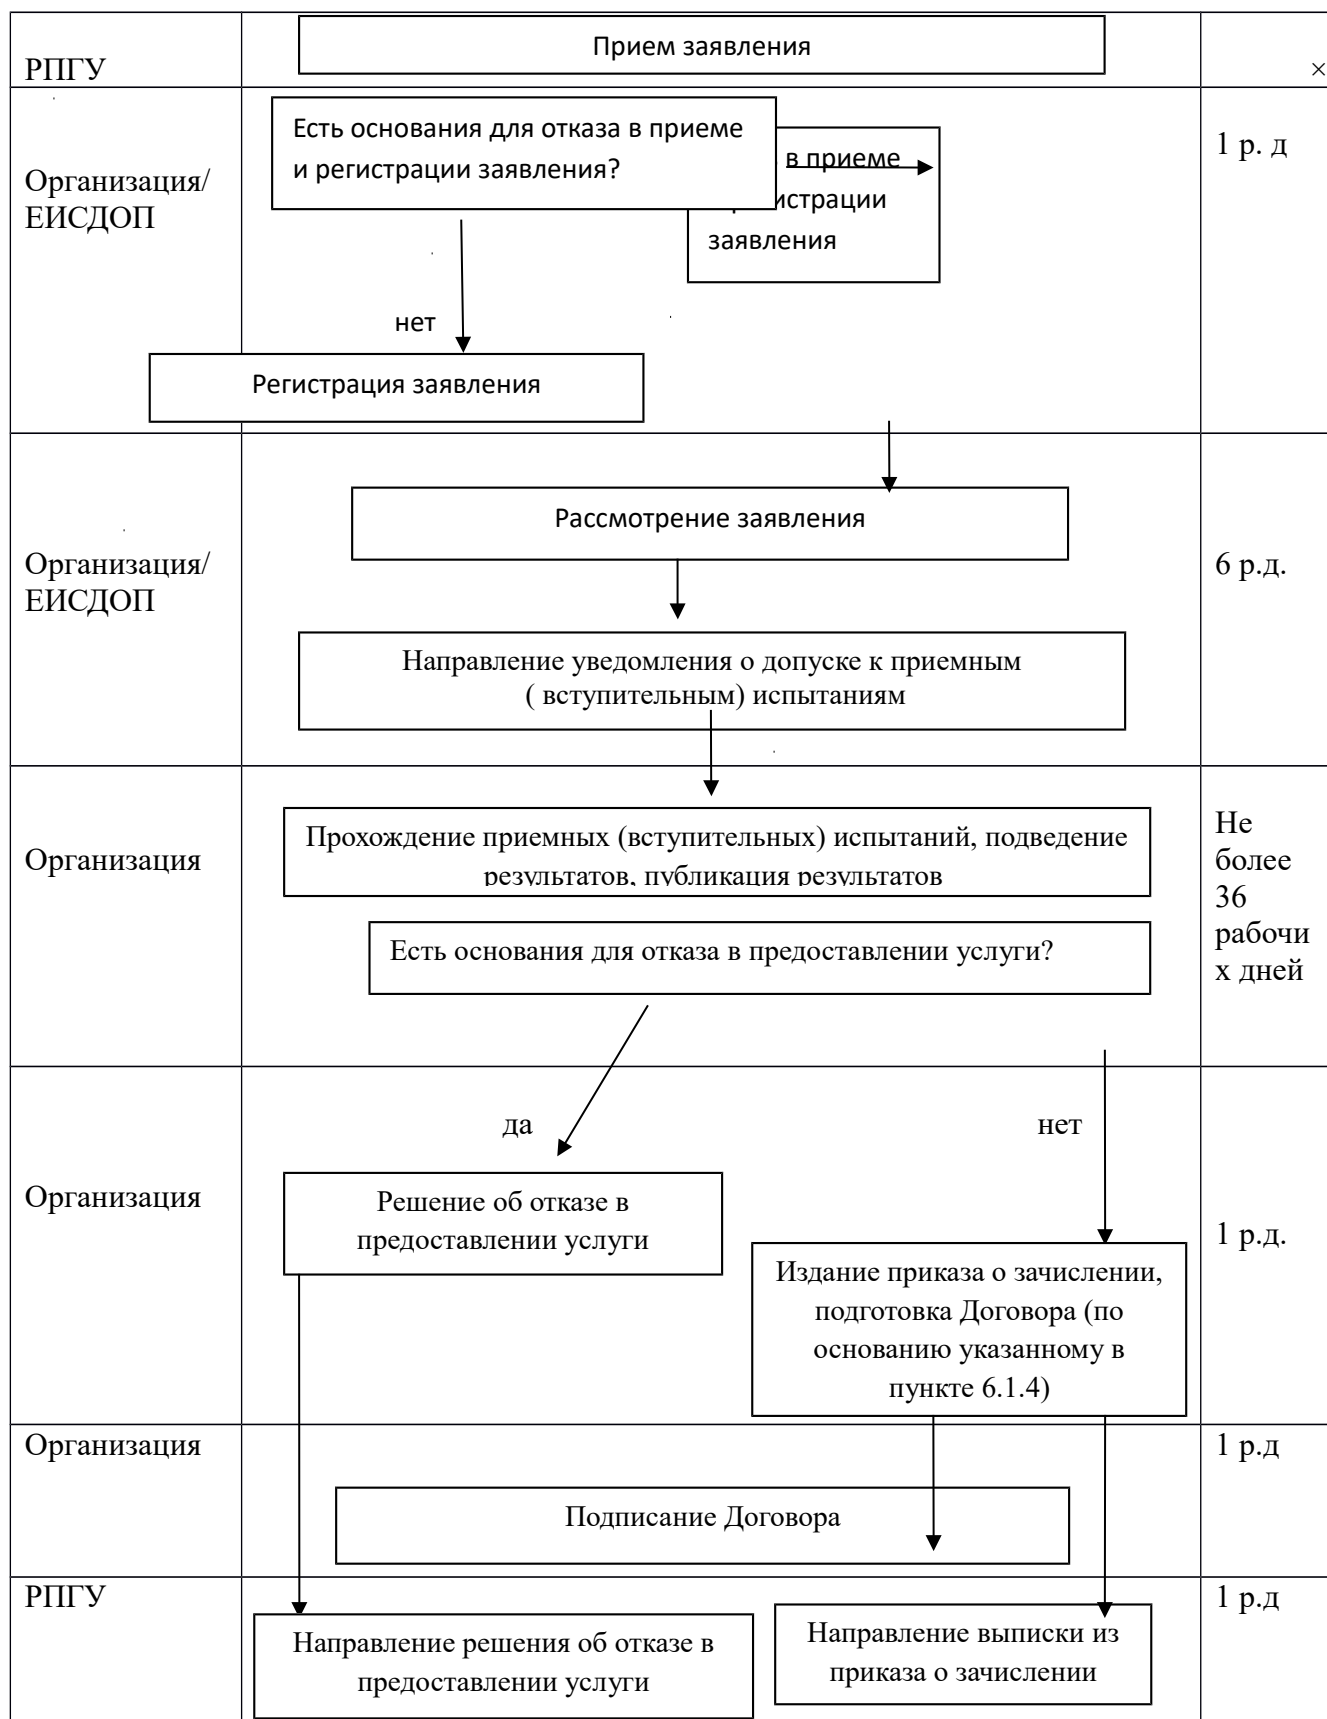 Прием заявления
РПГУ
×
Есть основания для отказа в приеме
и регистрации заявления?
в приеме
истрации
заявления
1 р. д
Организация/
ЕИСДОП
нет
Регистрация заявления
Рассмотрение заявления
Организация/
ЕИСДОП
6 р.д.
Направление уведомления о допуске к приемным
( вступительным) испытаниям
Организация
Прохождение приемных (вступительных) испытаний, подведение
результатов, публикация результатов
Не
более
36
рабочи
х дней
Есть основания для отказа в предоставлении услуги?
да
нет
Организация
Решение об отказе в
предоставлении услуги
1 р.д.
Издание приказа о зачислении,
подготовка Договора (по
основанию указанному в
пункте 6.1.4)
Организация
1 р.д
Подписание Договора
РПГУ
1 р.д
Направление решения об отказе в
предоставлении услуги
Направление выписки из
приказа о зачислении